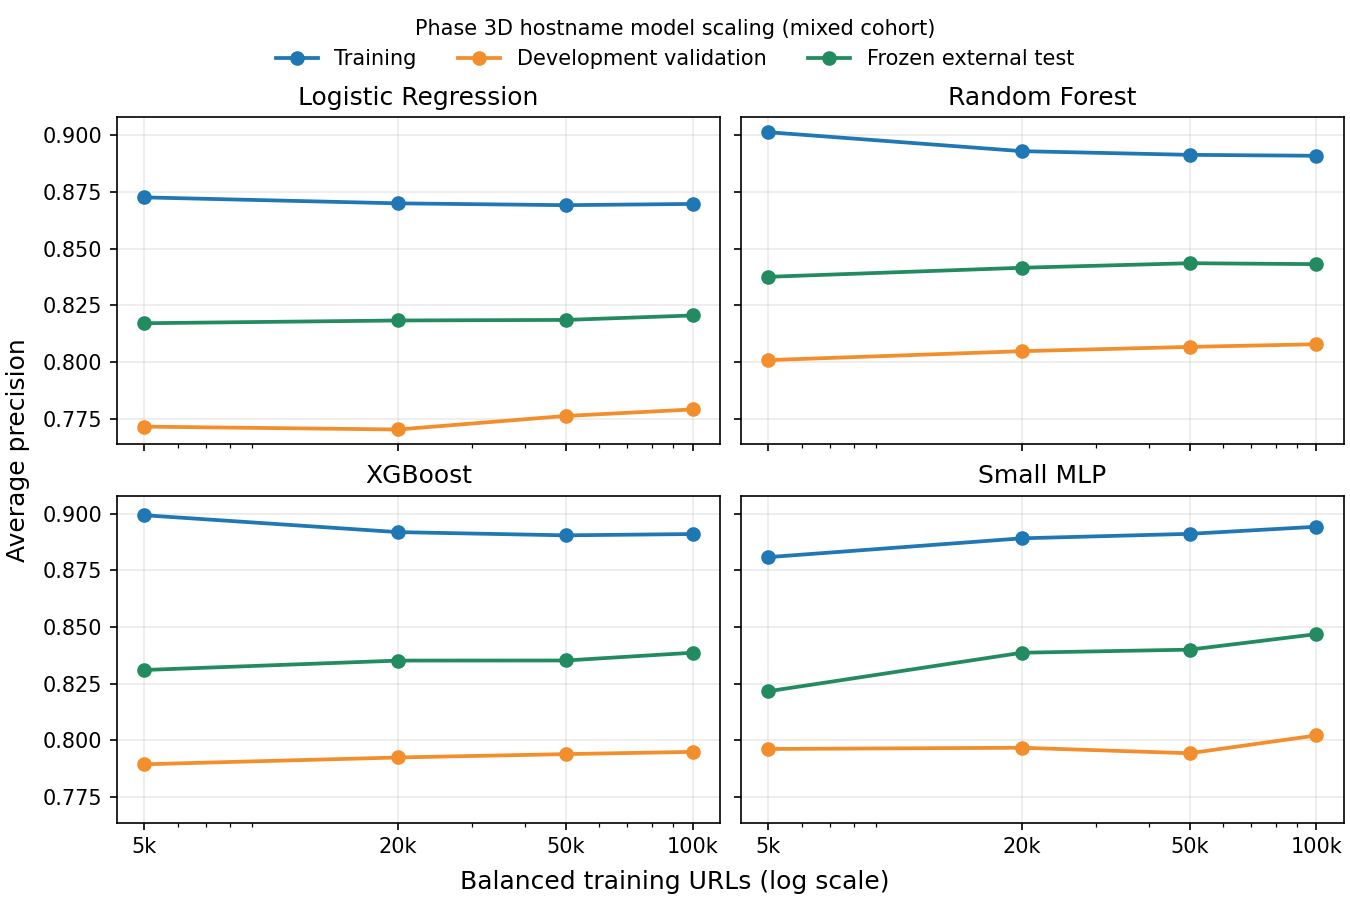 Phase 3D hostname model scaling (mixed cohort)
Training
Development validation
Frozen external test
Logistic Regression
Random Forest
0.900
0.875
0.850
0.825
0.800
0.775
XGBoost
Small MLP
0.900
0.875
0.850
0.825
0.800
0.775
Average precision
5k
20k
50k
100k
5k
20k
50k
100k
Balanced training URLs (log scale)